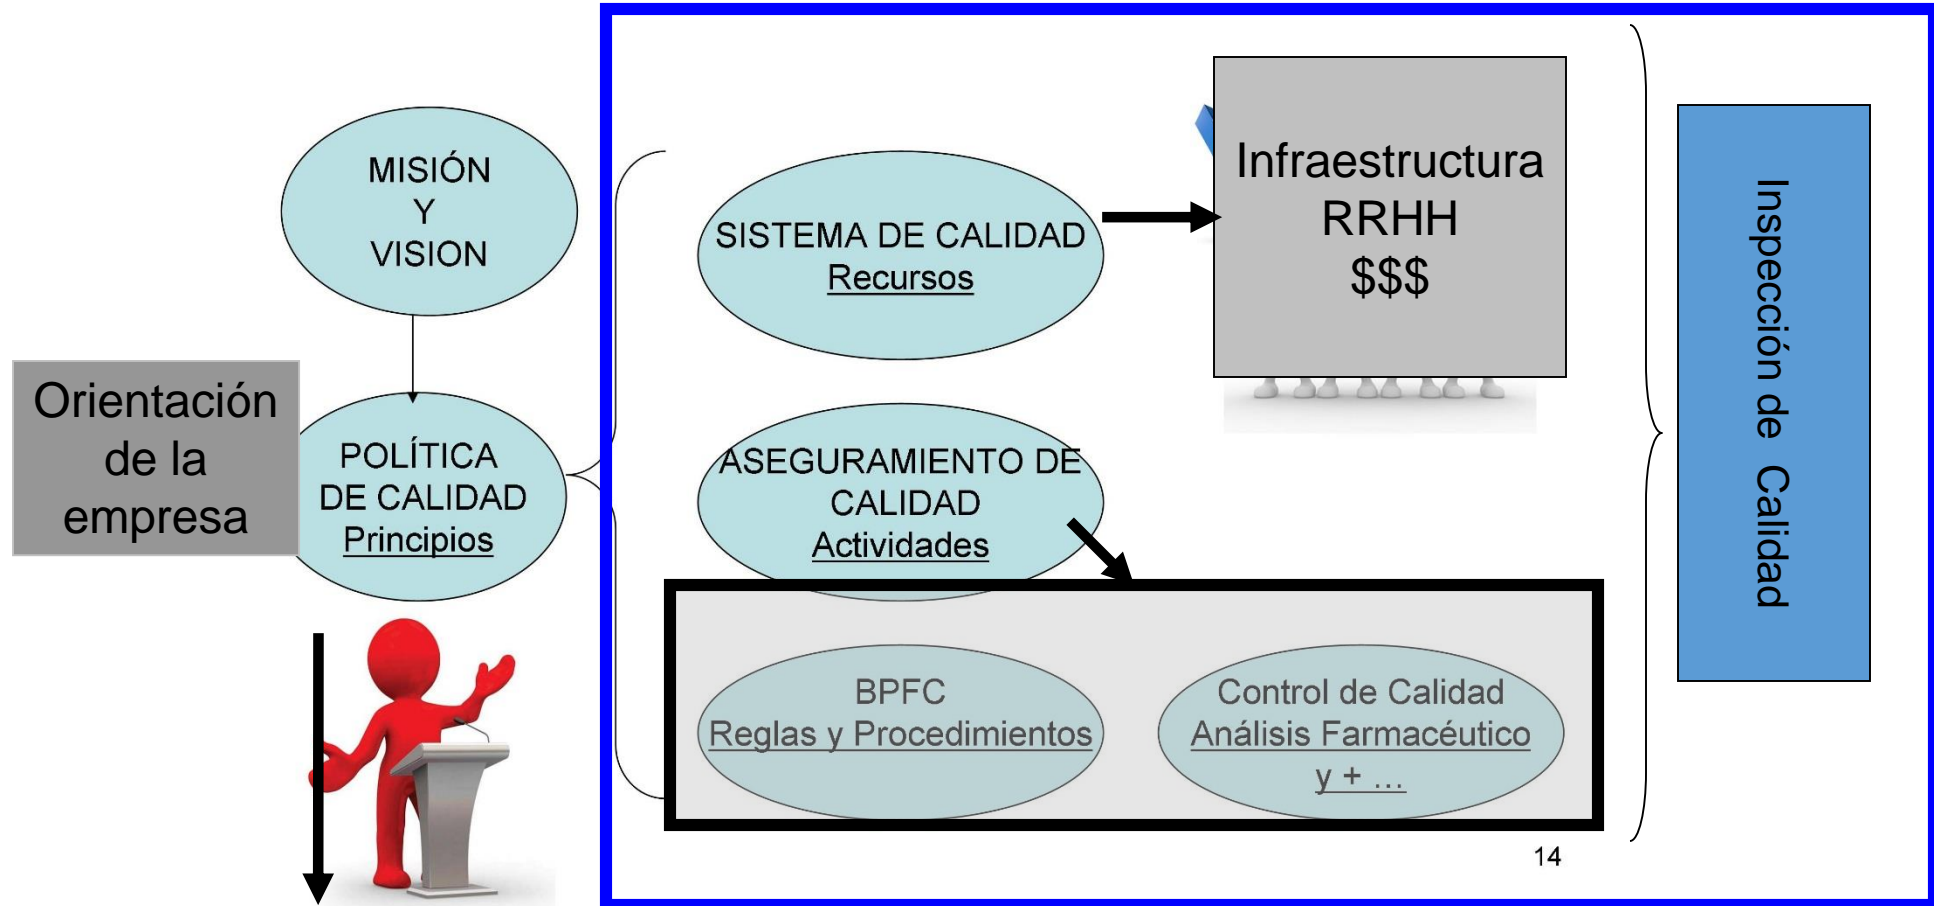 MISIÓN
Y
VISION
Orientación
de la
empresa
POLÍTICA
DE CALIDAD
Principios
SISTEMA DE CALIDAD
Recursos
Infraestructura
RRHH
$$$
ASEGURAMIENTO DE
CALIDAD
Actividades
BPFC
Reglas y Procedimientos
Control de Calidad
Análisis Farmacéutico
y + ...
Inspección de Calidad
14